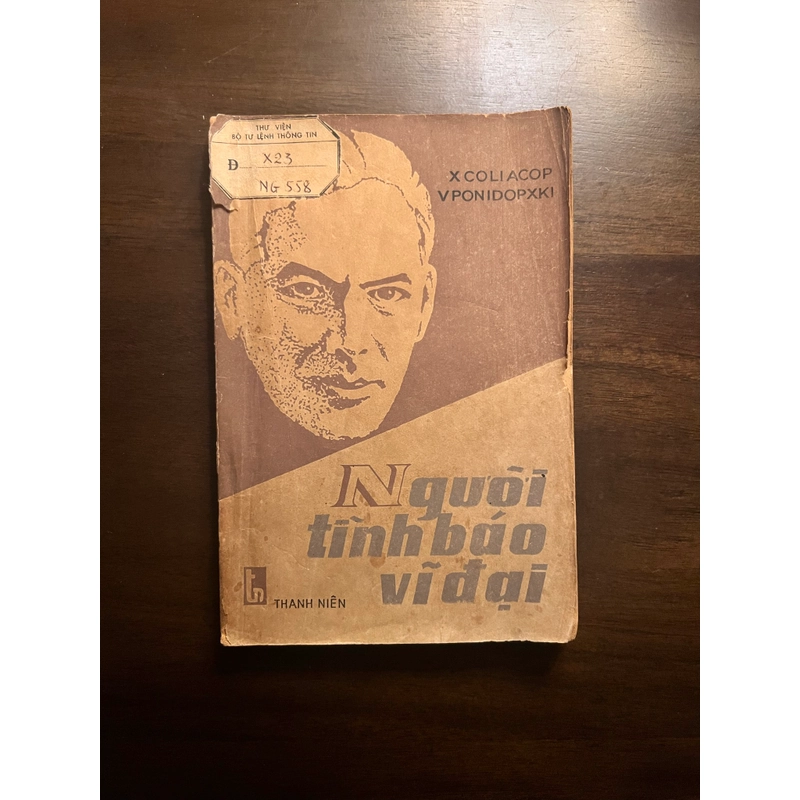 THƯ VIỆN
BỘ TƯ LỆNH THÔNG TIN
Đ X23
NG 558
X COLIACOP
V PONIDOPXKI
Người
tình báo
vĩ đại
tn
THANH NIÊN